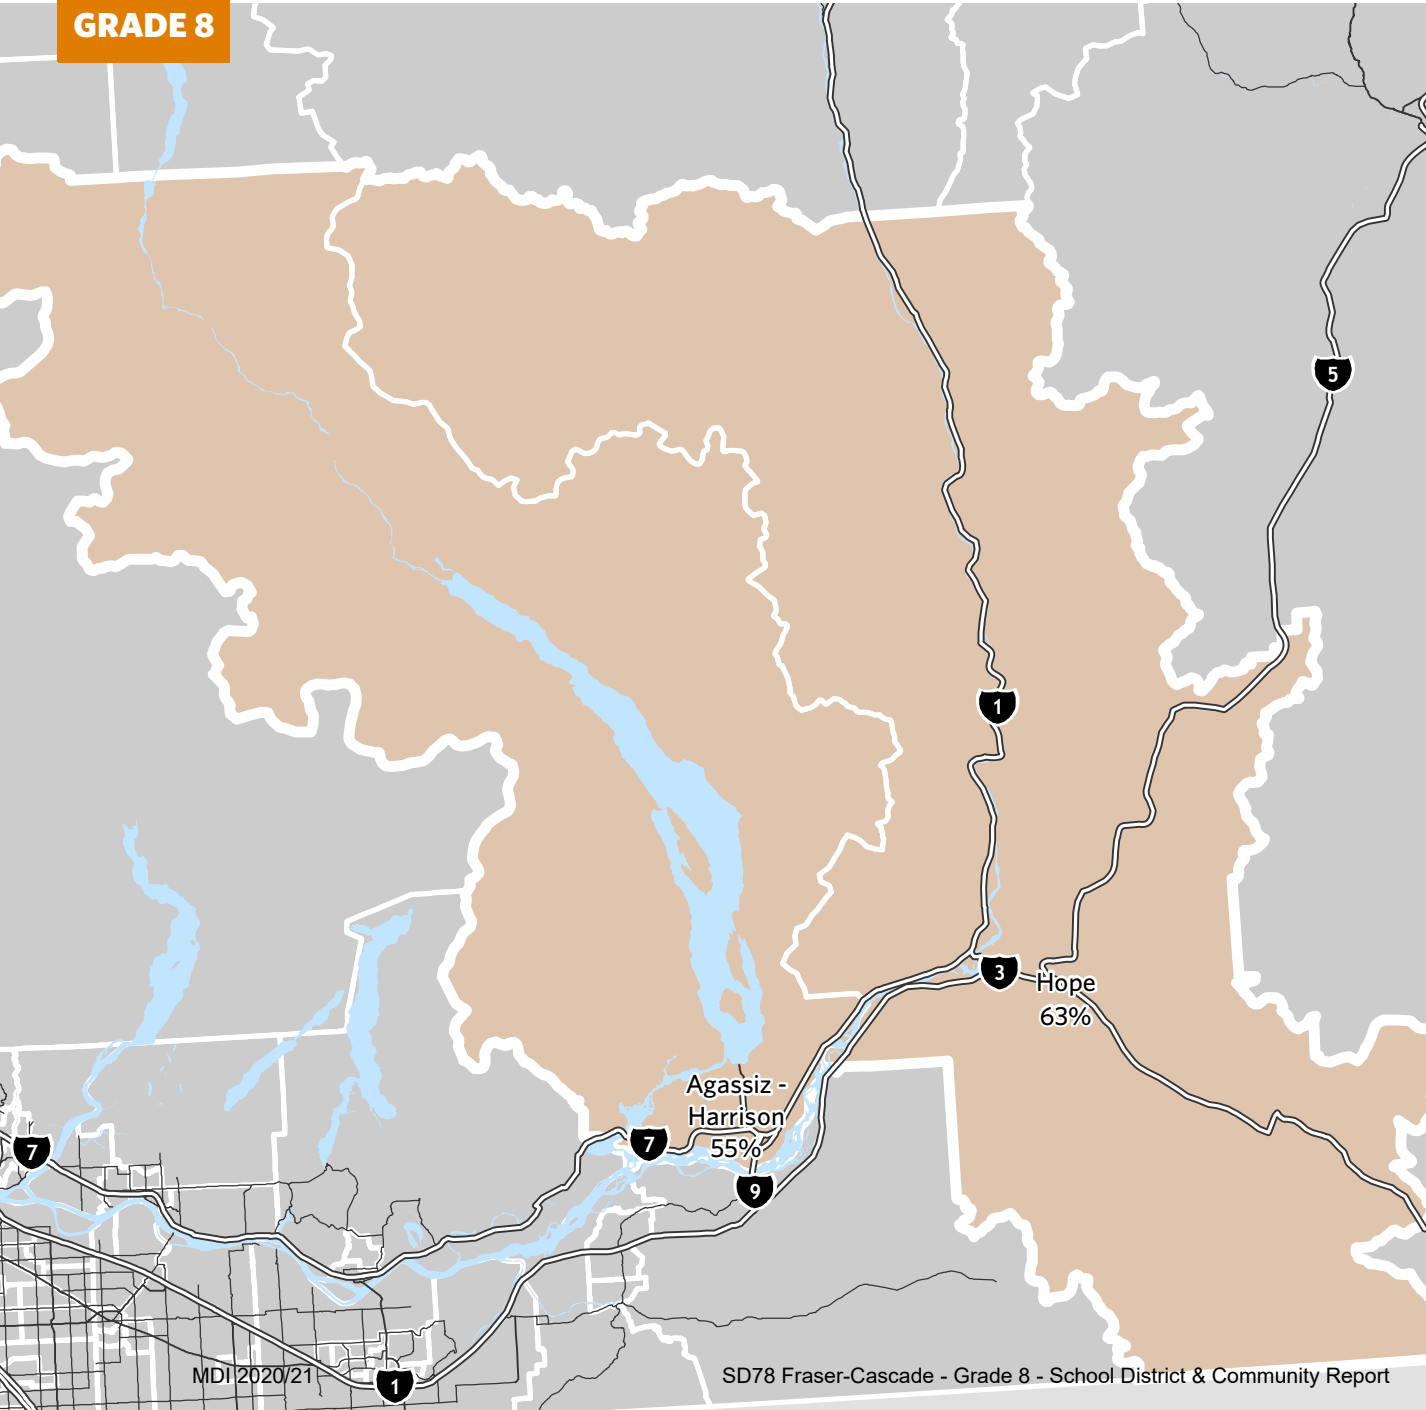 GRADE 8
5
1
3
Hope
63%
Agassiz -
Harrison
55%
7
7
9
1
MDI 2020/21
SD78 Fraser-Cascade - Grade 8 - School District & Community Report